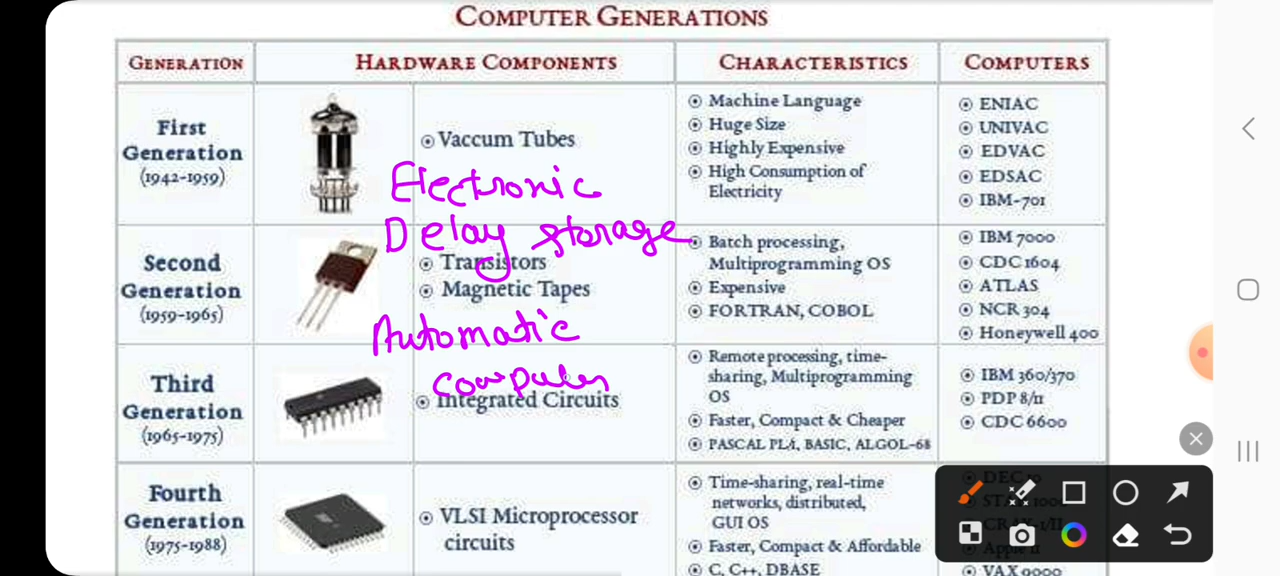 COMPUTER GENERATIONS
GENERATION
HARDWARE COMPONENTS
CHARACTERISTICS
COMPUTERS
First
Generation
(1942-1959)
Vaccum Tubes
Machine Language
Huge Size
Highly Expensive
High Consumption of
Electricity
ENIAC
UNIVAC
EDVAC
EDSAC
IBM-701
Electronic
Delay storage
Automatic
computer
Second
Generation
(1959-1965)
Transistors
Magnetic Tapes
Batch processing,
Multiprogramming OS
Expensive
FORTRAN, COBOL
IBM 7000
CDC 1604
ATLAS
NCR 304
Honeywell 400
Third
Generation
(1965-1975)
Integrated Circuits
Remote processing, time-
sharing, Multiprogramming
OS
Faster, Compact & Cheaper
PASCAL PL/1, BASIC, ALGOL-68
IBM 360/370
PDP 8/11
CDC 6600
Fourth
Generation
(1975-1988)
VLSI Microprocessor
circuits
Time-sharing, real-time
networks, distributed,
GUI OS
Faster, Compact & Affordable
C, C++, DBASE
VAX 9000